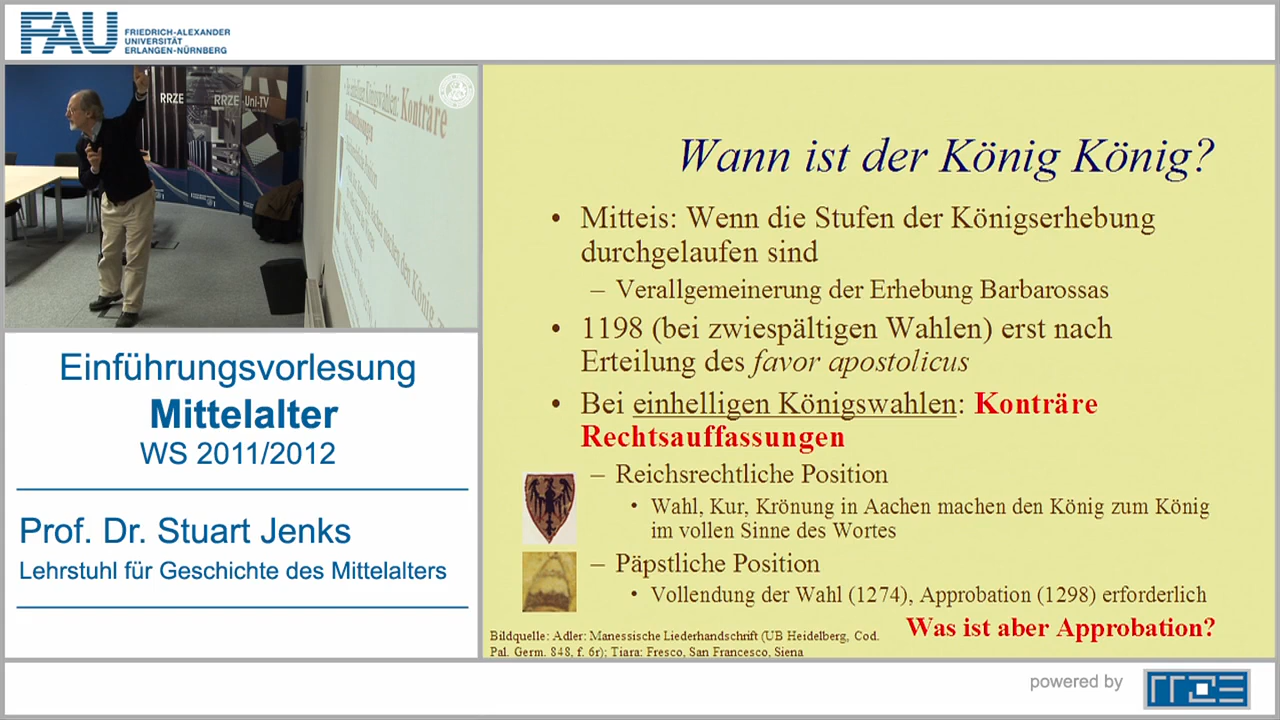 FAU
FRIEDRICH-ALEXANDER
UNIVERSITÄT
ERLANGEN-NÜRNBERG
RRZE
RRZE
Uni-TV
Konträre
Einführungsvorlesung
Mittelalter
WS 2011/2012
Prof. Dr. Stuart Jenks
Lehrstuhl für Geschichte des Mittelalters
Wann ist der König König?
• Mitteis: Wenn die Stufen der Königserhebung
durchgelaufen sind
– Verallgemeinerung der Erhebung Barbarossas
• 1198 (bei zwiespältigen Wahlen) erst nach
Erteilung des favor apostolicus
• Bei einhelligen Königswahlen: Konträre
Rechtsauffassungen
– Reichsrechtliche Position
• Wahl, Kur, Krönung in Aachen machen den König zum König
im vollen Sinne des Wortes
– Päpstliche Position
• Vollendung der Wahl (1274), Approbation (1298) erforderlich
Was ist aber Approbation?
Bildquelle: Adler: Manessische Liederhandschrift (UB Heidelberg, Cod.
Pal. Germ. 848, f. 6r); Tiara: Fresco, San Francesco, Siena
powered by
rrze